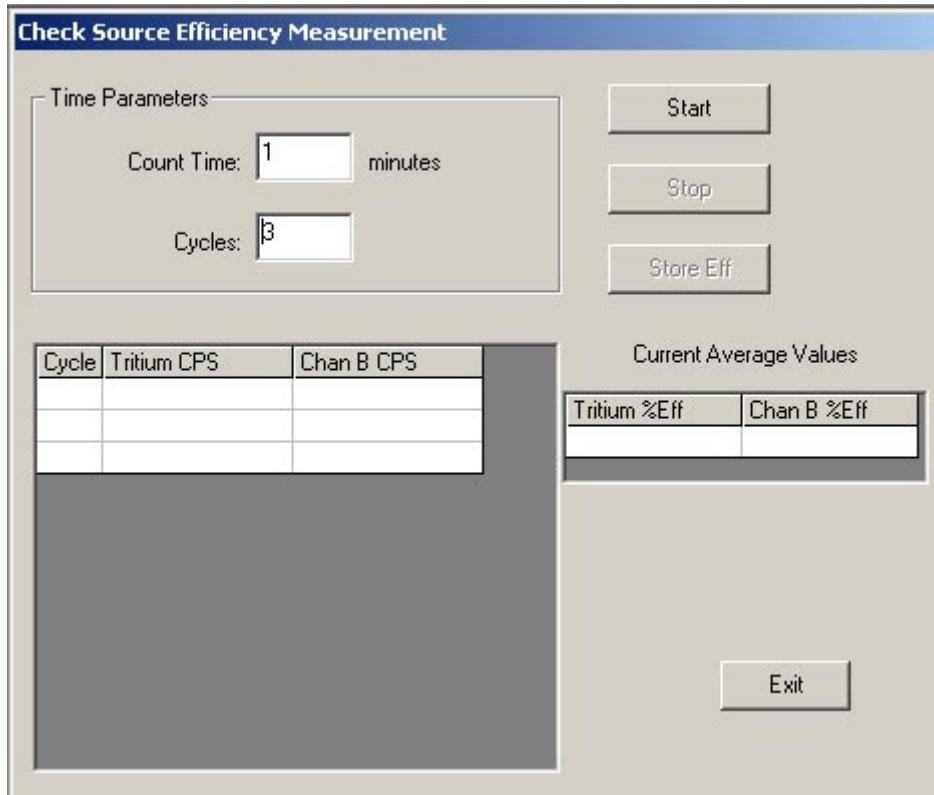 Check Source Efficiency Measurement
Time Parameters
Count Time: 1 minutes
Cycles: 3
Start
Stop
Store Eff
Cycle Tritium CPS Chan B CPS
Current Average Values
Tritium %Eff Chan B %Eff
Exit